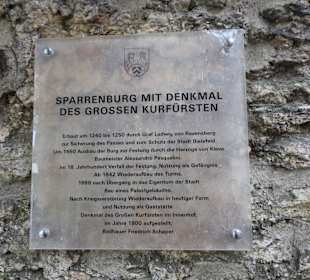 SPARRENBURG MIT DENKMAL
DES GROSSEN KURFÜRSTEN
Erbaut um 1240 bis 1250 durch Graf Ludwig von Ravensberg
zur Sicherung des Passes und zum Schutz der Stadt Bielefeld
Um 1550 Ausbau der Burg zur Festung durch die Herzöge von Kleve
Baumeister Alessandro Pasqualini.
Im 18. Jahrhundert Verfall der Festung, Nutzung als Gefängnis.
Ab 1842 Wiederaufbau des Turms,
nach Übergang in das Eigentum der Stadt
Bau eines Palastgebäudes.
Nach Kriegszerstörung Wiederaufbau in heutiger Form
und Nutzung als Gaststätte
Denkmal des Großen Kurfürsten im Innenhof,
im Jahre 1900 aufgestellt,
Bildhauer Friedrich Schaper